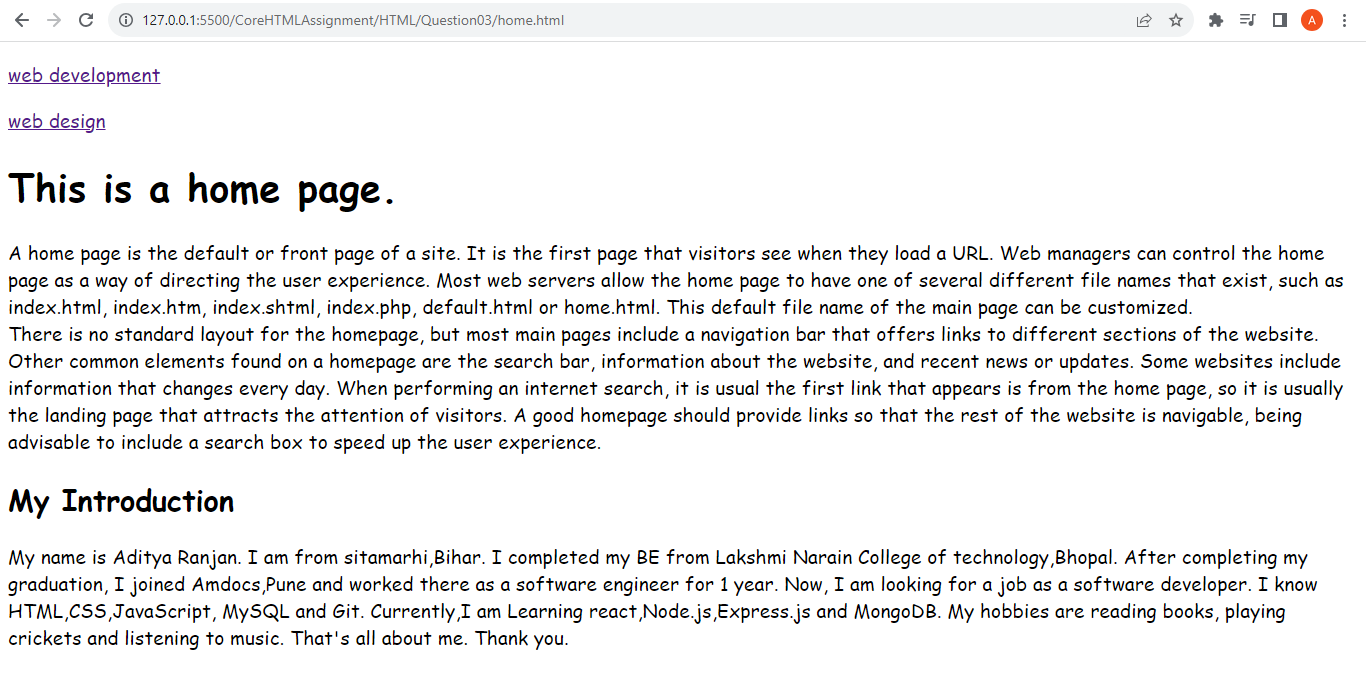 127.0.0.1:5500/CoreHTMLAssignment/HTML/Question03/home.html
A
web development
web design
This is a home page.
A home page is the default or front page of a site. It is the first page that visitors see when they load a URL. Web managers can control the home
page as a way of directing the user experience. Most web servers allow the home page to have one of several different file names that exist, such as
index.html, index.htm, index.shtml, index.php, default.html or home.html. This default file name of the main page can be customized.
There is no standard layout for the homepage, but most main pages include a navigation bar that offers links to different sections of the website.
Other common elements found on a homepage are the search bar, information about the website, and recent news or updates. Some websites include
information that changes every day. When performing an internet search, it is usual the first link that appears is from the home page, so it is usually
the landing page that attracts the attention of visitors. A good homepage should provide links so that the rest of the website is navigable, being
advisable to include a search box to speed up the user experience.
My Introduction
My name is Aditya Ranjan. I am from sitamarhi,Bihar. I completed my BE from Lakshmi Narain College of technology,Bhopal. After completing my
graduation, I joined Amdocs,Pune and worked there as a software engineer for 1 year. Now, I am looking for a job as a software developer. I know
HTML,CSS,JavaScript, MySQL and Git. Currently,I am Learning react,Node.js,Express.js and MongoDB. My hobbies are reading books, playing
crickets and listening to music. That's all about me. Thank you.